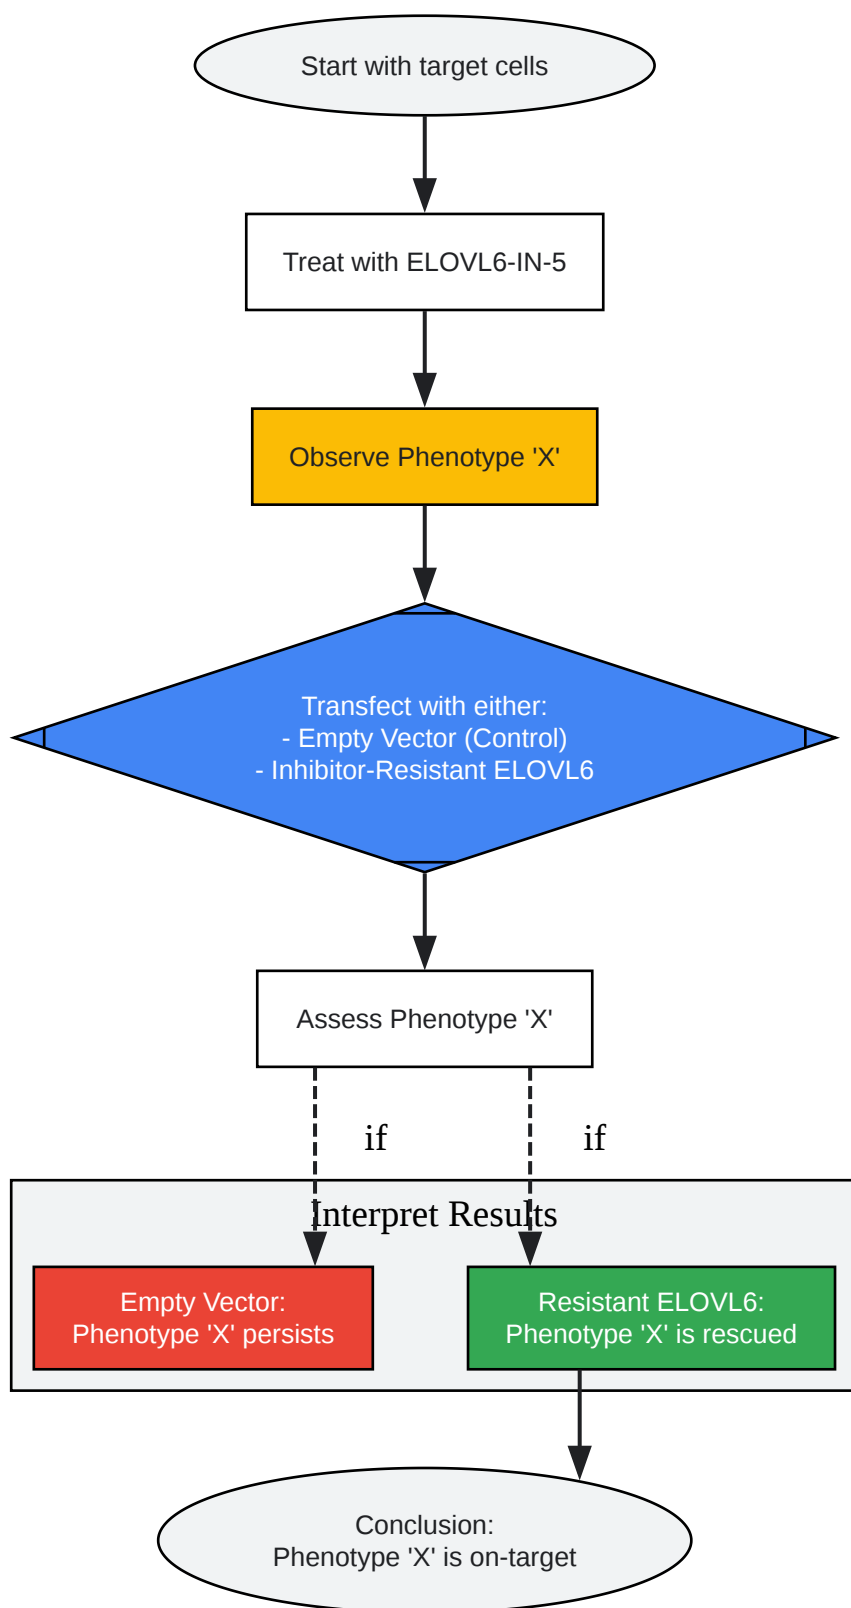 Start with target cells
Treat with ELOVL6-IN-5
Observe Phenotype 'X'
Transfect with either:
- Empty Vector (Control)
- Inhibitor-Resistant ELOVL6
Assess Phenotype 'X'
if
if
Interpret Results
Empty Vector:
Phenotype 'X' persists
Resistant ELOVL6:
Phenotype 'X' is rescued
Conclusion:
Phenotype 'X' is on-target